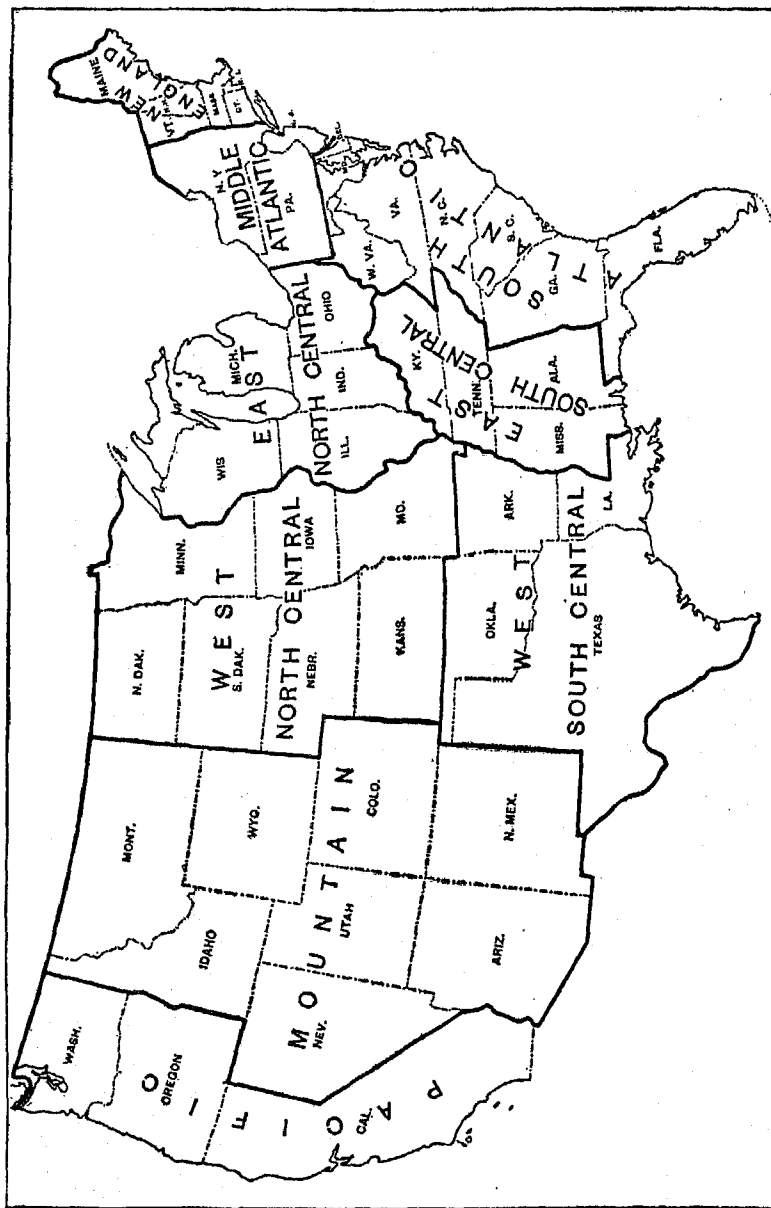 PACIFIC
WASH.
OREGON
CAL.
MOUNTAIN
MONT.
IDAHO
WYO.
NEV.
UTAH
COLO.
ARIZ.
N. MEX.
WEST
NORTH CENTRAL
N. DAK.
S. DAK.
NEBR.
KANS.
MINN.
IOWA
MO.
WEST
SOUTH CENTRAL
OKLA.
TEXAS
ARK.
LA.
EAST
NORTH CENTRAL
WIS
MICH.
ILL.
IND.
OHIO
EAST
SOUTH CENTRAL
KY.
TENN.
MISS.
ALA.
SOUTH
ATLANTIC
W. VA.
VA.
N.C.
S.C.
GA.
FLA.
MIDDLE
ATLANTIC
N.Y
PA.
NEW
ENGLAND
MAINE
VT.
MASS
CT.
DEL.